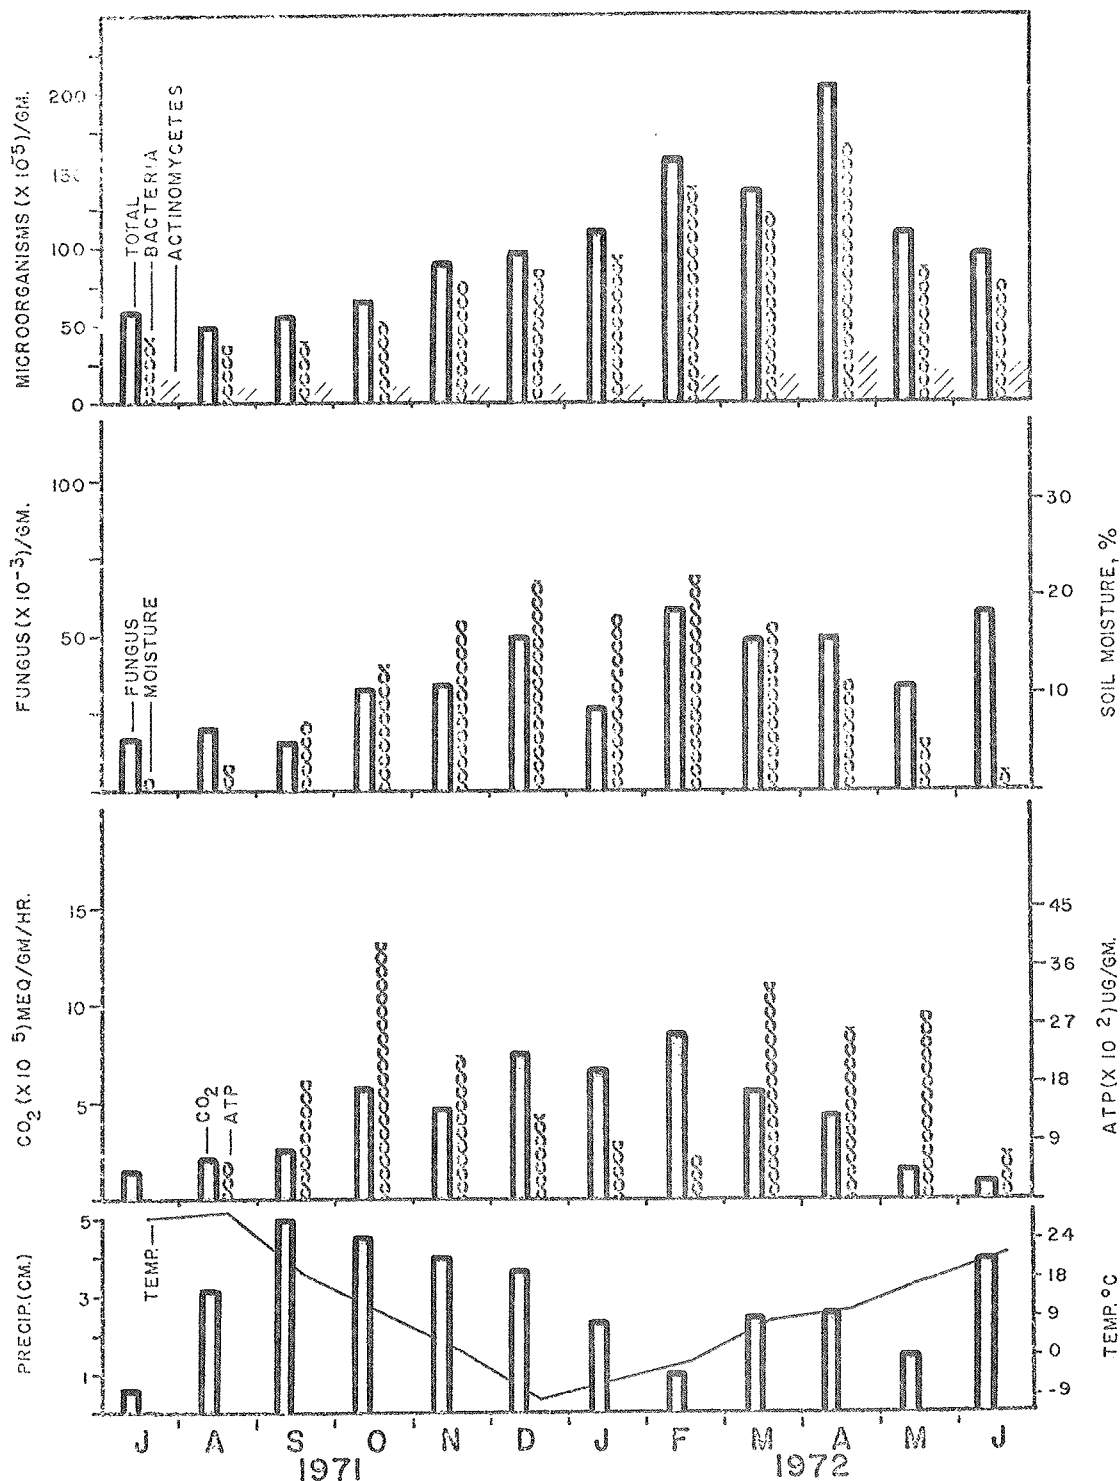 MICROORGANISMS (X 10-5)/GM.
200
150
100
50
0
TOTAL
BACTERIA
ACTINOMYCETES
FUNGUS (X 10-3)/GM.
100
50
FUNGUS
MOISTURE
30
20
10
SOIL MOISTURE, %
CO2 (X 10 5) MEQ/GM/HR.
15
10
5
CO2
ATP
45
36
27
18
9
ATP (X 10 2) UG/GM.
PRECIP. (CM.)
5
3
1
TEMP.
24
18
9
0
-9
TEMP. °C
J A S O N D J F M A M J
1971 1972